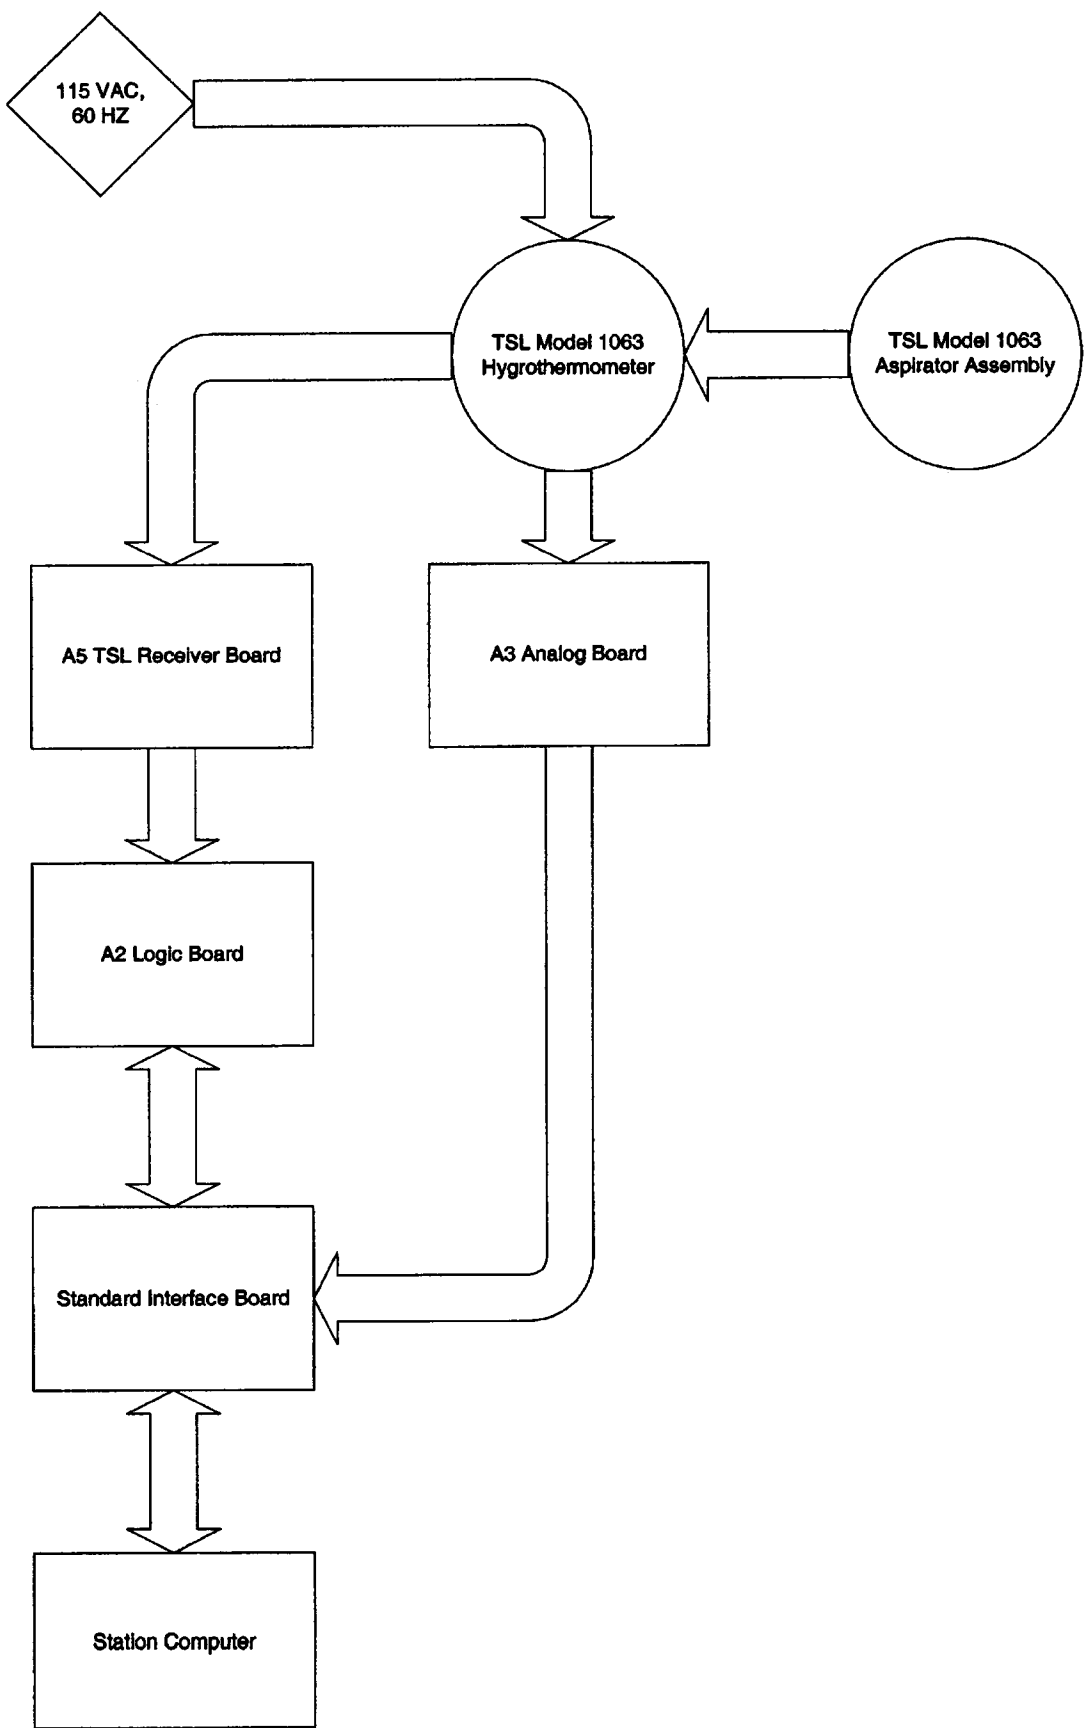 115 VAC,
60 HZ
TSL Model 1063
Hygrothermometer
TSL Model 1063
Aspirator Assembly
A5 TSL Receiver Board
A3 Analog Board
A2 Logic Board
Standard Interface Board
Station Computer